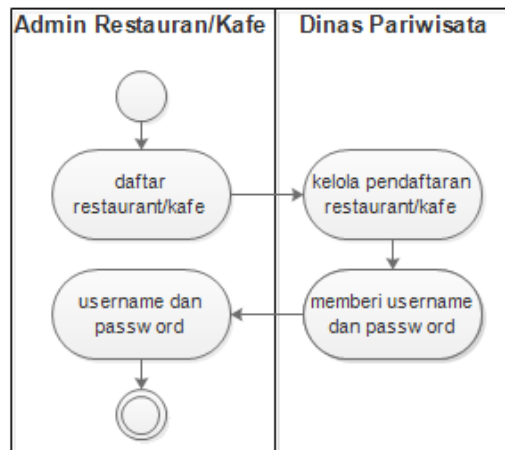 Admin Restauran/Kafe
Dinas Pariwisata
daftar
restaurant/kafe
kelola pendaftaran
restaurant/kafe
username dan
passw ord
memberi username
dan passw ord